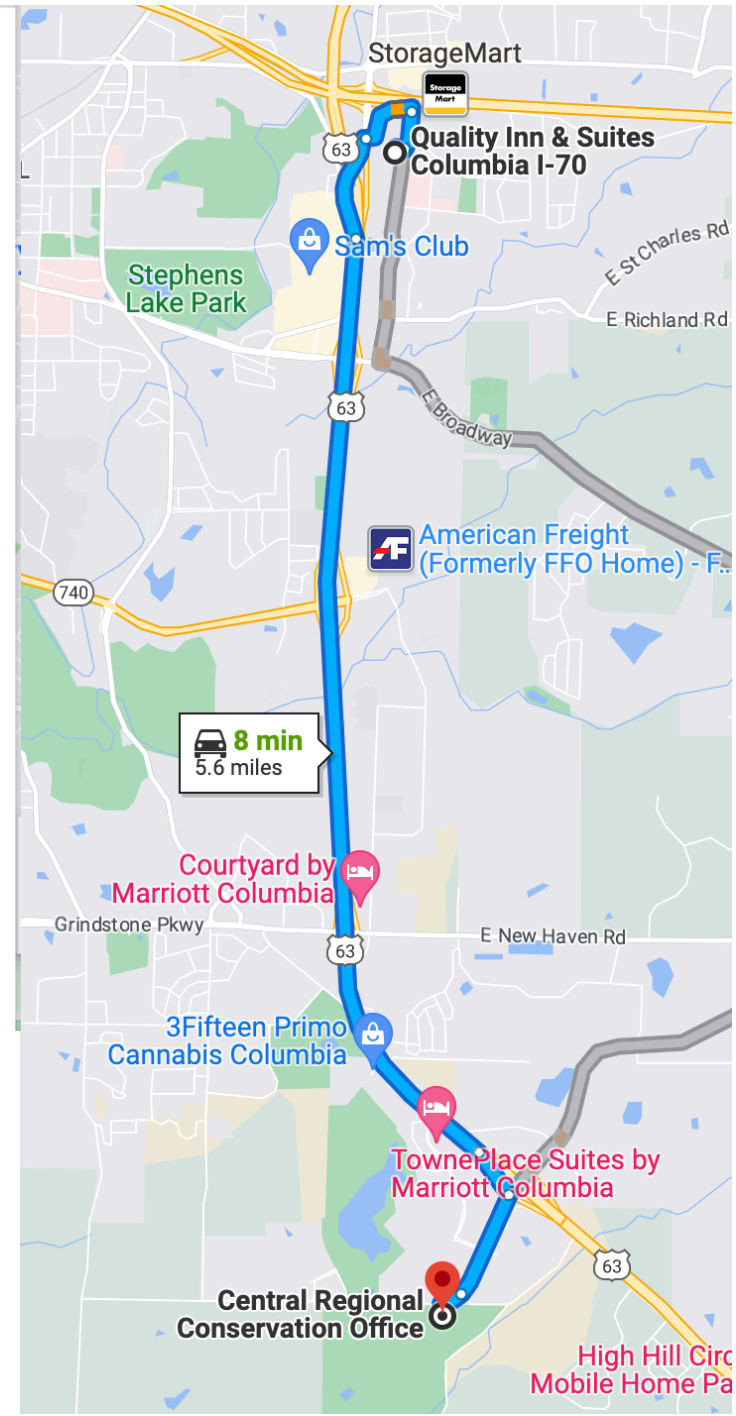 StorageMart
Storage
Mart
63
Quality Inn & Suites
Columbia I-70
Sam's Club
E St Charles Rd
Stephens
Lake Park
E Richland Rd
63
E Broadway
American Freight
(Formerly FFO Home) - F...
740
8 min
5.6 miles
Courtyard by
Marriott Columbia
Grindstone Pkwy
E New Haven Rd
63
3Fifteen Primo
Cannabis Columbia
TownePlace Suites by
Marriott Columbia
63
Central Regional
Conservation Office
High Hill Circ
Mobile Home Pa